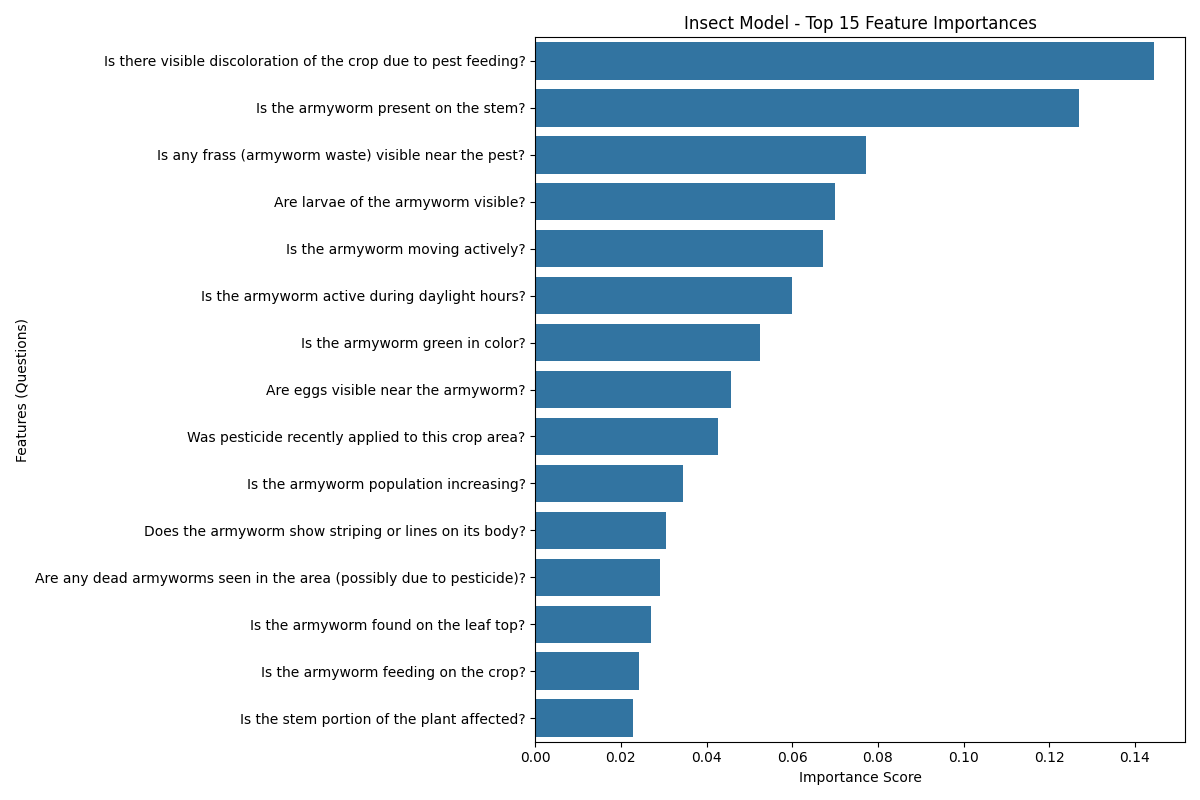 Insect Model - Top 15 Feature Importances
Features (Questions)
Is there visible discoloration of the crop due to pest feeding?
Is the armyworm present on the stem?
Is any frass (armyworm waste) visible near the pest?
Are larvae of the armyworm visible?
Is the armyworm moving actively?
Is the armyworm active during daylight hours?
Is the armyworm green in color?
Are eggs visible near the armyworm?
Was pesticide recently applied to this crop area?
Is the armyworm population increasing?
Does the armyworm show striping or lines on its body?
Are any dead armyworms seen in the area (possibly due to pesticide)?
Is the armyworm found on the leaf top?
Is the armyworm feeding on the crop?
Is the stem portion of the plant affected?
0.00 0.02 0.04 0.06 0.08 0.10 0.12 0.14
Importance Score